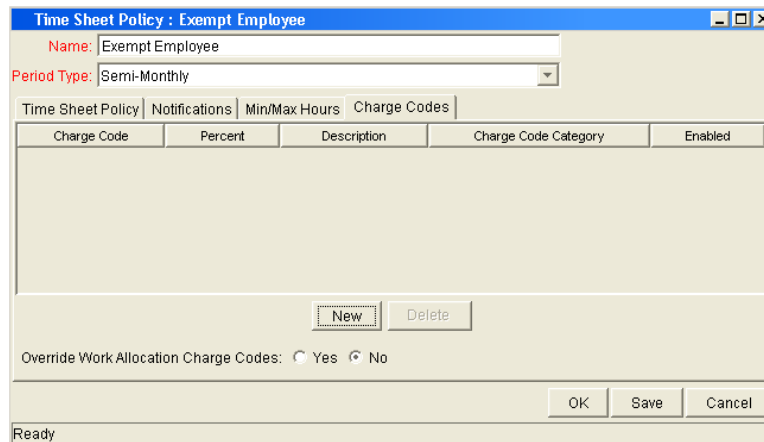 Time Sheet Policy : Exempt Employee
Name: Exempt Employee
Period Type: Semi-Monthly
Time Sheet Policy Notifications Min/Max Hours Charge Codes
Charge Code Percent Description Charge Code Category Enabled
New Delete
Override Work Allocation Charge Codes: Yes No
OK Save Cancel
Ready